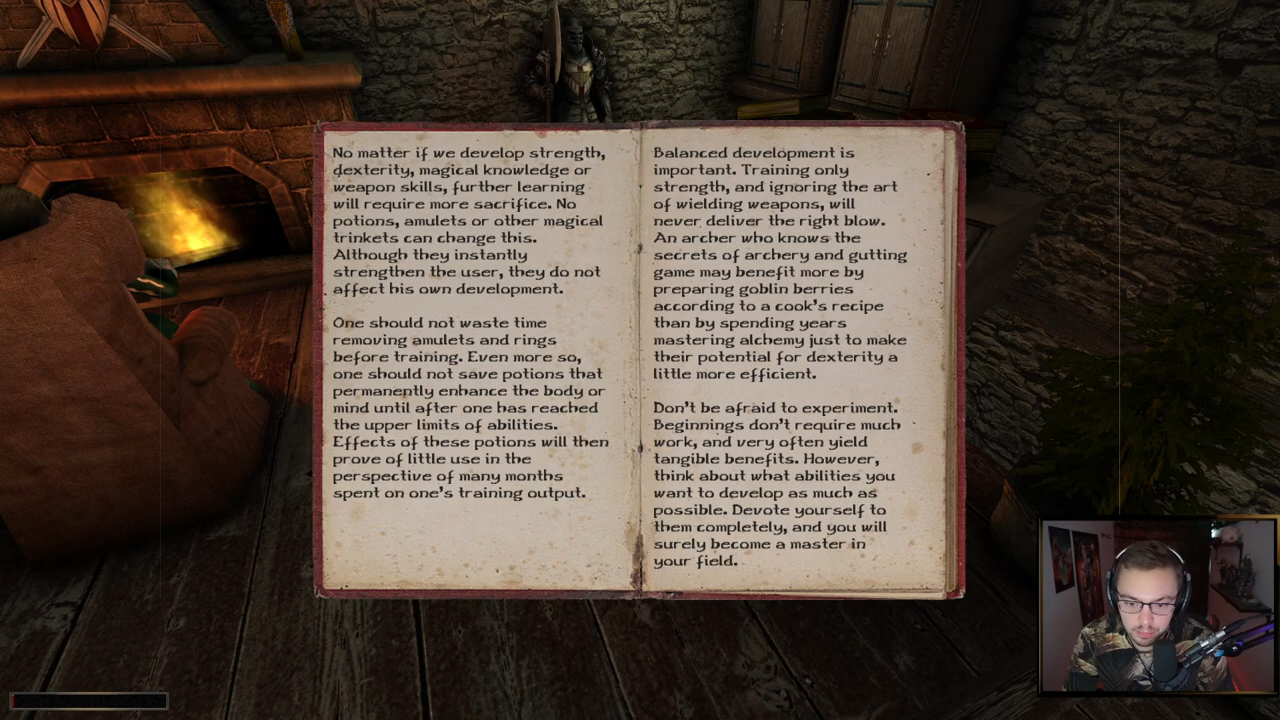 No matter if we develop strength,
dexterity, magical knowledge or
weapon skills, further learning
will require more sacrifice. No
potions, amulets or other magical
trinkets can change this.
Although they instantly
strengthen the user, they do not
affect his own development.
One should not waste time
removing amulets and rings
before training. Even more so,
one should not save potions that
permanently enhance the body or
mind until after one has reached
the upper limits of abilities.
Effects of these potions will then
prove of little use in the
perspective of many months
spent on one's training output.
Balanced development is
important. Training only
strength, and ignoring the art
of wielding weapons, will
never deliver the right blow.
An archer who knows the
secrets of archery and gutting
game may benefit more by
preparing goblin berries
according to a cook's recipe
than by spending years
mastering alchemy just to make
their potential for dexterity a
little more efficient.
Don't be afraid to experiment.
Beginnings don't require much
work, and very often yield
tangible benefits. However,
think about what abilities you
want to develop as much as
possible. Devote yourself to
them completely, and you will
surely become a master in
your field.